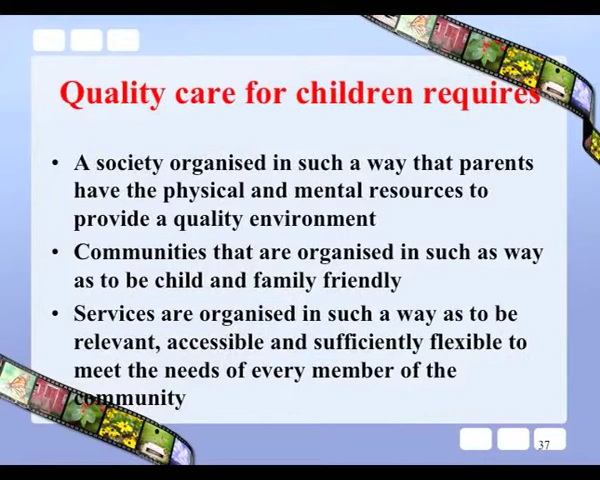 Quality care for children requires
• A society organised in such a way that parents
have the physical and mental resources to
provide a quality environment
• Communities that are organised in such as way
as to be child and family friendly
• Services are organised in such a way as to be
relevant, accessible and sufficiently flexible to
meet the needs of every member of the
community
37